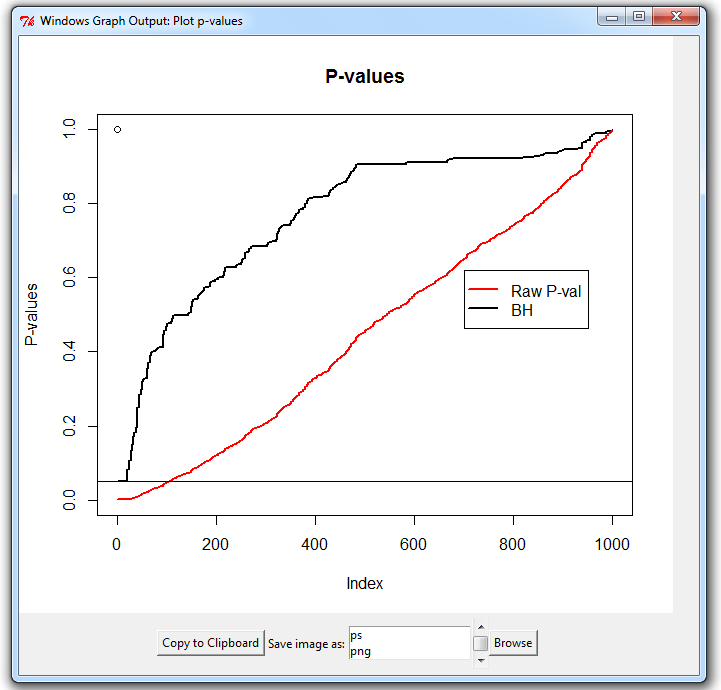 Windows Graph Output: Plot p-values
P-values
1.0
0.8
0.6
0.4
0.2
0.0
P-values
Raw P-val
BH
0 200 400 600 800 1000
Index
Copy to Clipboard Save image as: ps
png
Browse